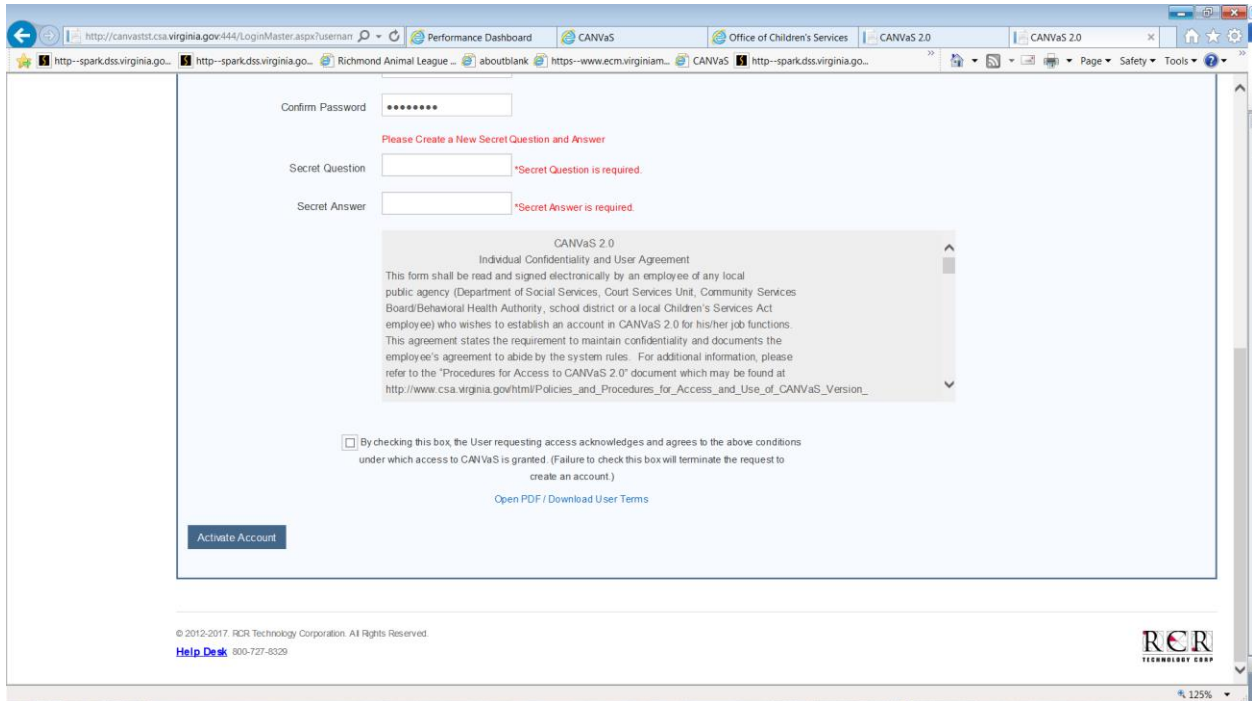 http://canvastst.csa.virginia.gov:444/LoginMaster.aspx?usernam
Performance Dashboard
CANVaS
Office of Children's Services
CANVaS 2.0
CANVaS 2.0
http--spark.dss.virginia.go...
http--spark.dss.virginia.go...
Richmond Animal League ...
aboutblank
https--www.ecm.virginiam...
CANVaS
http--spark.dss.virginia.go...
Page
Safety
Tools
Confirm Password
Please Create a New Secret Question and Answer
Secret Question
*Secret Question is required.
Secret Answer
*Secret Answer is required.
CANVaS 2.0
Individual Confidentiality and User Agreement
This form shall be read and signed electronically by an employee of any local
public agency (Department of Social Services, Court Services Unit, Community Services
Board/Behavioral Health Authority, school district or a local Children's Services Act
employee) who wishes to establish an account in CANVaS 2.0 for his/her job functions.
This agreement states the requirement to maintain confidentiality and documents the
employee's agreement to abide by the system rules. For additional information, please
refer to the "Procedures for Access to CANVaS 2.0" document which may be found at
http://www.csa.virginia.gov/html/Policies_and_Procedures_for_Access_and_Use_of_CANVaS_Version_
By checking this box, the User requesting access acknowledges and agrees to the above conditions
under which access to CANVaS is granted. (Failure to check this box will terminate the request to
create an account.)
Open PDF / Download User Terms
Activate Account
© 2012-2017. RCR Technology Corporation. All Rights Reserved.
Help Desk 800-727-8329
RCR
TECHNOLOGY CORP
125%